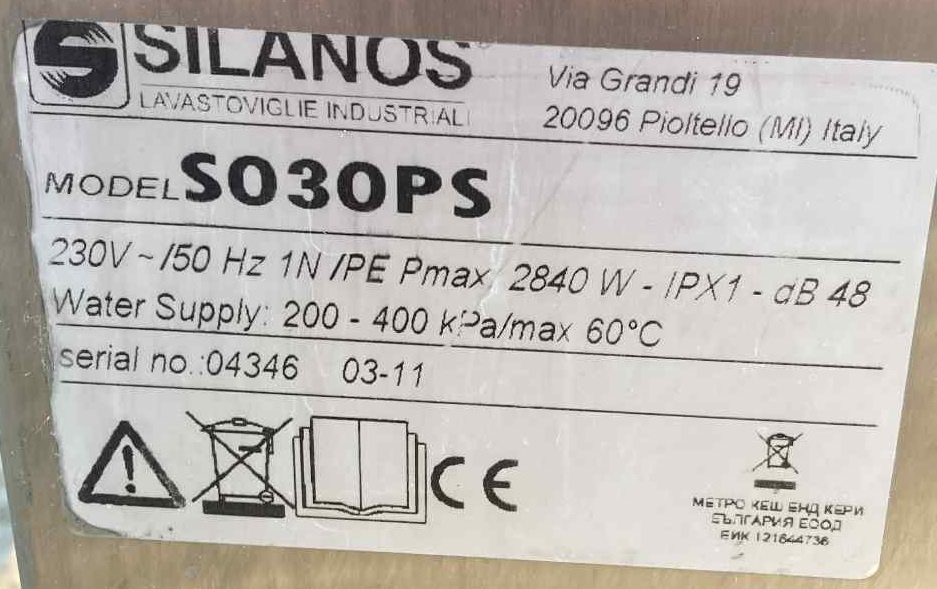 SILANOS
LAVASTOVIGLIE INDUSTRIALI
Via Grandi 19
20096 Pioltello (MI) Italy
MODEL SO30PS
230V ~ /50 Hz 1N /PE Pmax. 2840 W - IPX1 - dB 48
Water Supply: 200 - 400 kPa/max 60°C
serial no.:04346 03-11
CE
МЕТРО КЕШ ЕНД КЕРИ
БЪЛГАРИЯ ЕООД
ЕИК 121644736